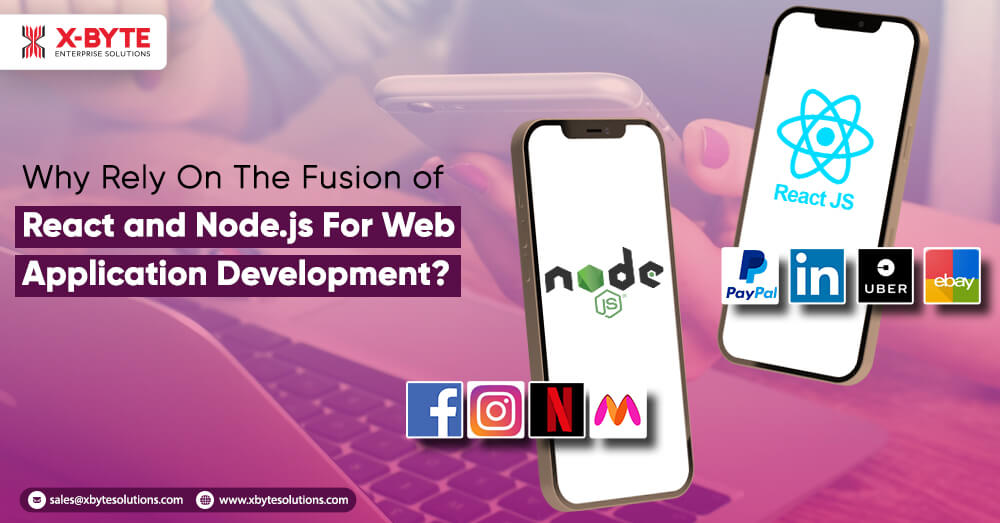 X-BYTE
ENTERPRISE SOLUTIONS
Why Rely On The Fusion of
React and Node.js For Web
Application Development?
React JS
PayPal
in
UBER
ebay
node
JS
f
N
sales@xbytesolutions.com
www.xbytesolutions.com